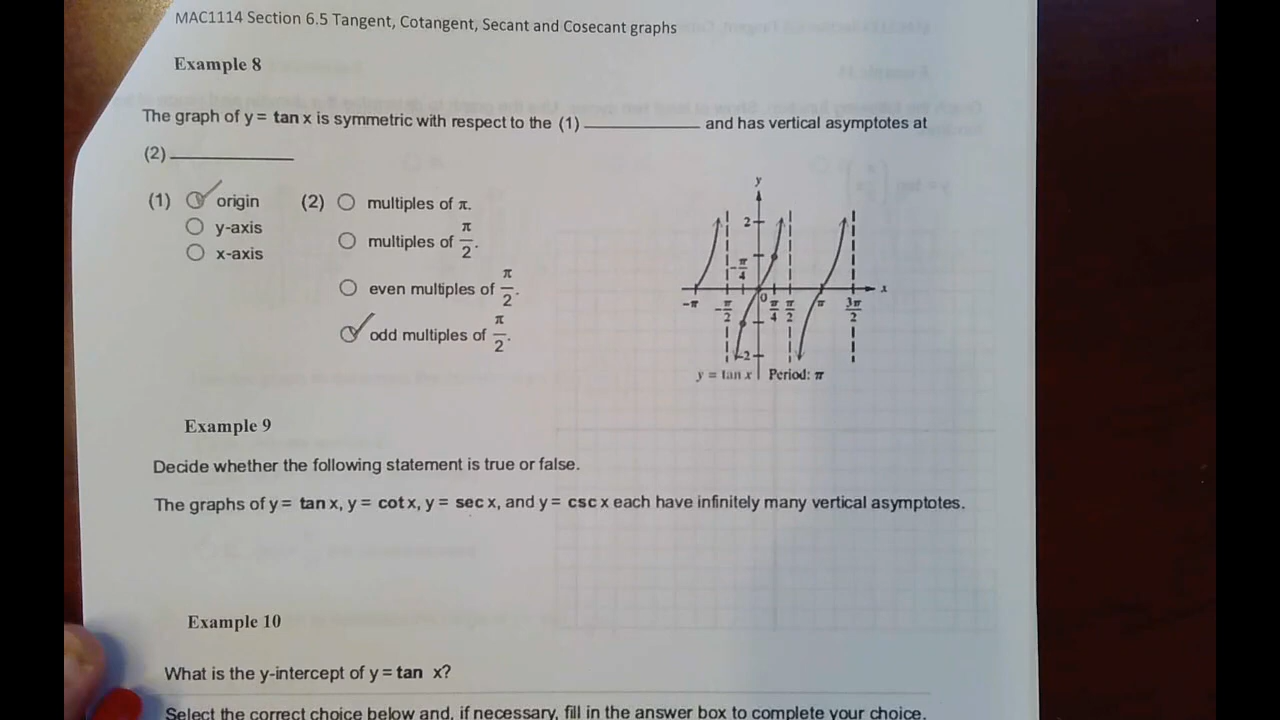 MAC1114 Section 6.5 Tangent, Cotangent, Secant and Cosecant graphs
Example 8
The graph of y = tan x is symmetric with respect to the (1) __________ and has vertical asymptotes at
(2) __________
(1) origin (2) multiples of π.
y-axis multiples of π/2.
x-axis
even multiples of π/2.
odd multiples of π/2.
y
2
-π/4
-π -π/2 0 π/4 π/2 π 3π/2 x
-2
y = tan x Period: π
Example 9
Decide whether the following statement is true or false.
The graphs of y = tan x, y = cot x, y = sec x, and y = csc x each have infinitely many vertical asymptotes.
Example 10
What is the y-intercept of y = tan x?
Select the correct choice below and, if necessary, fill in the answer box to complete your choice.